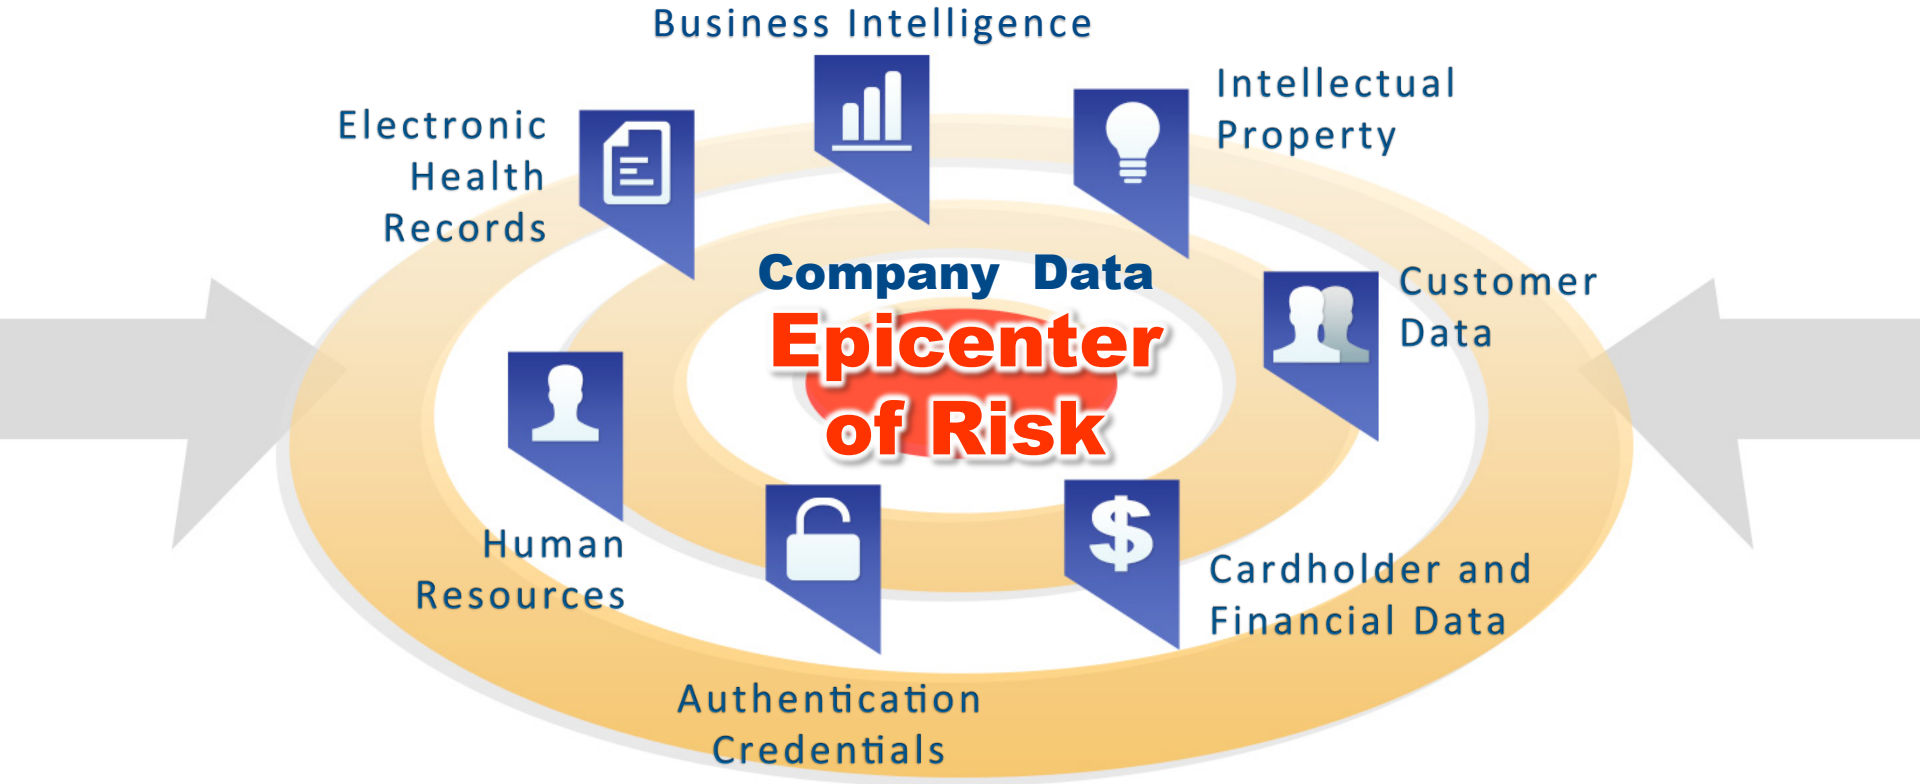 Business Intelligence
Intellectual
Property
Electronic
Health
Records
Company Data
Epicenter
of Risk
Customer
Data
Human
Resources
$
Cardholder and
Financial Data
Authentication
Credentials